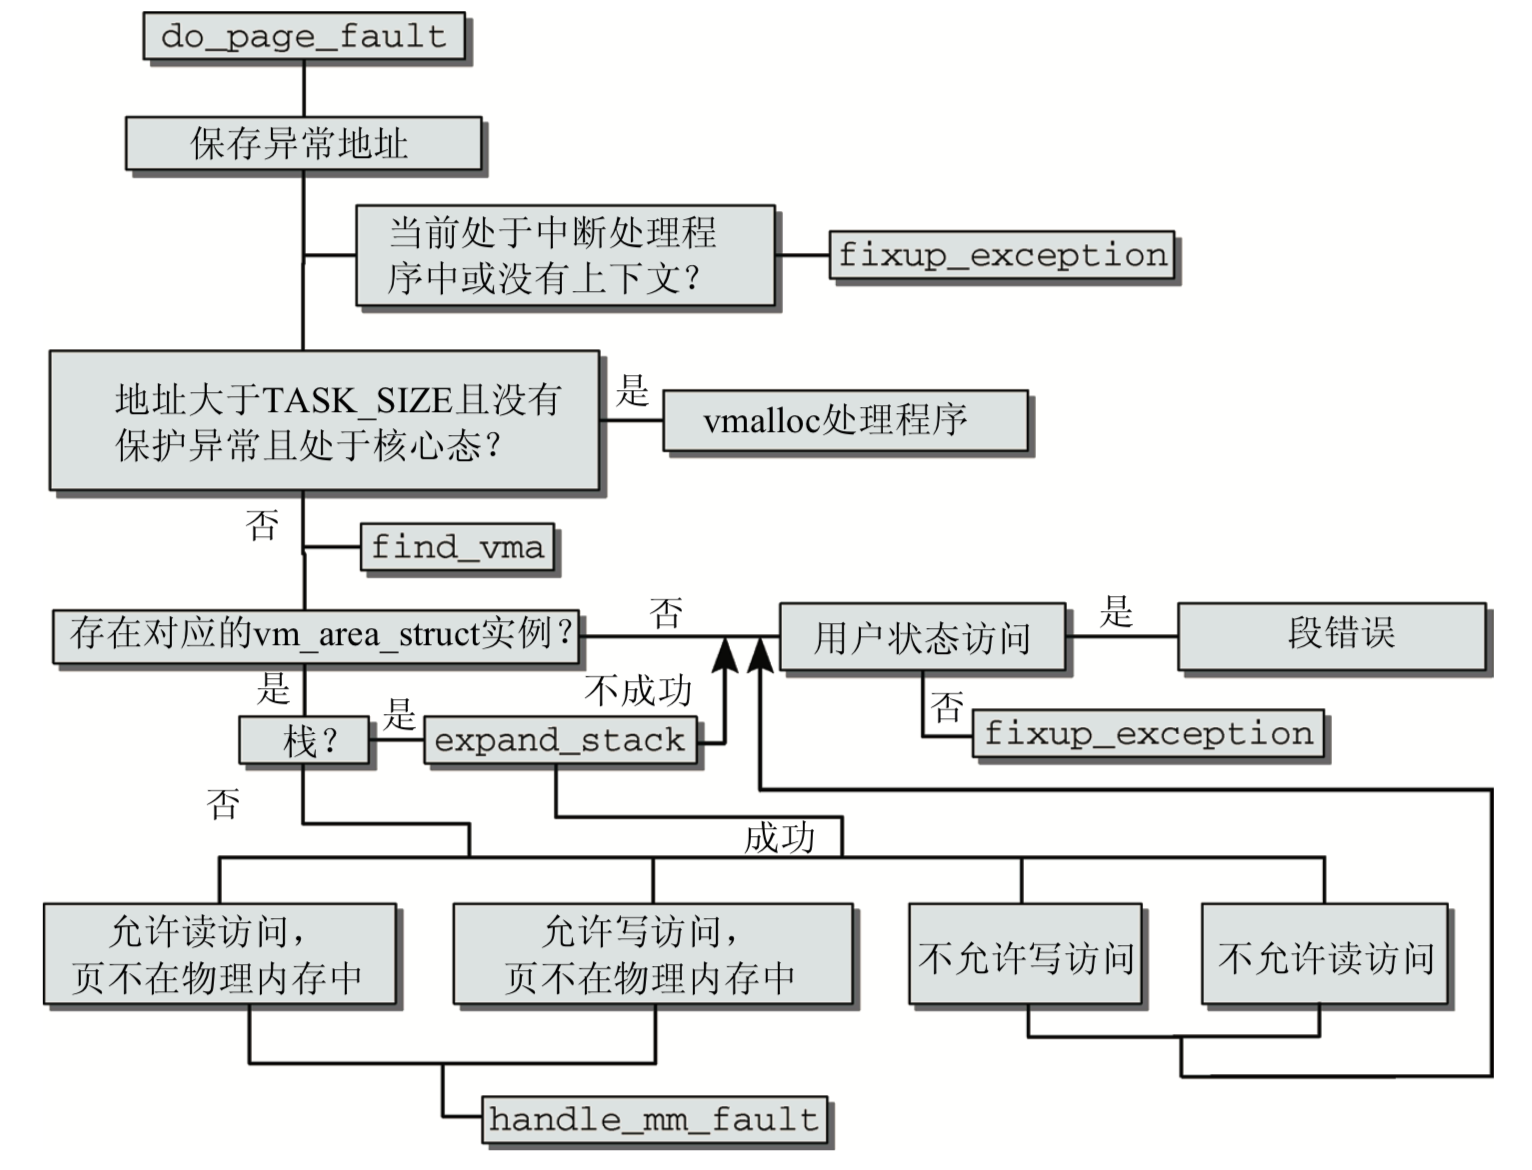 do_page_fault
保存异常地址
当前处于中断处理程
序中或没有上下文？
fixup_exception
地址大于TASK_SIZE且没有
保护异常且处于核心态？
是
vmalloc处理程序
否
find_vma
存在对应的vm_area_struct实例？
否
用户状态访问
是
段错误
是
不成功
否
fixup_exception
栈？
是
expand_stack
否
成功
允许读访问，
页不在物理内存中
允许写访问，
页不在物理内存中
不允许写访问
不允许读访问
handle_mm_fault